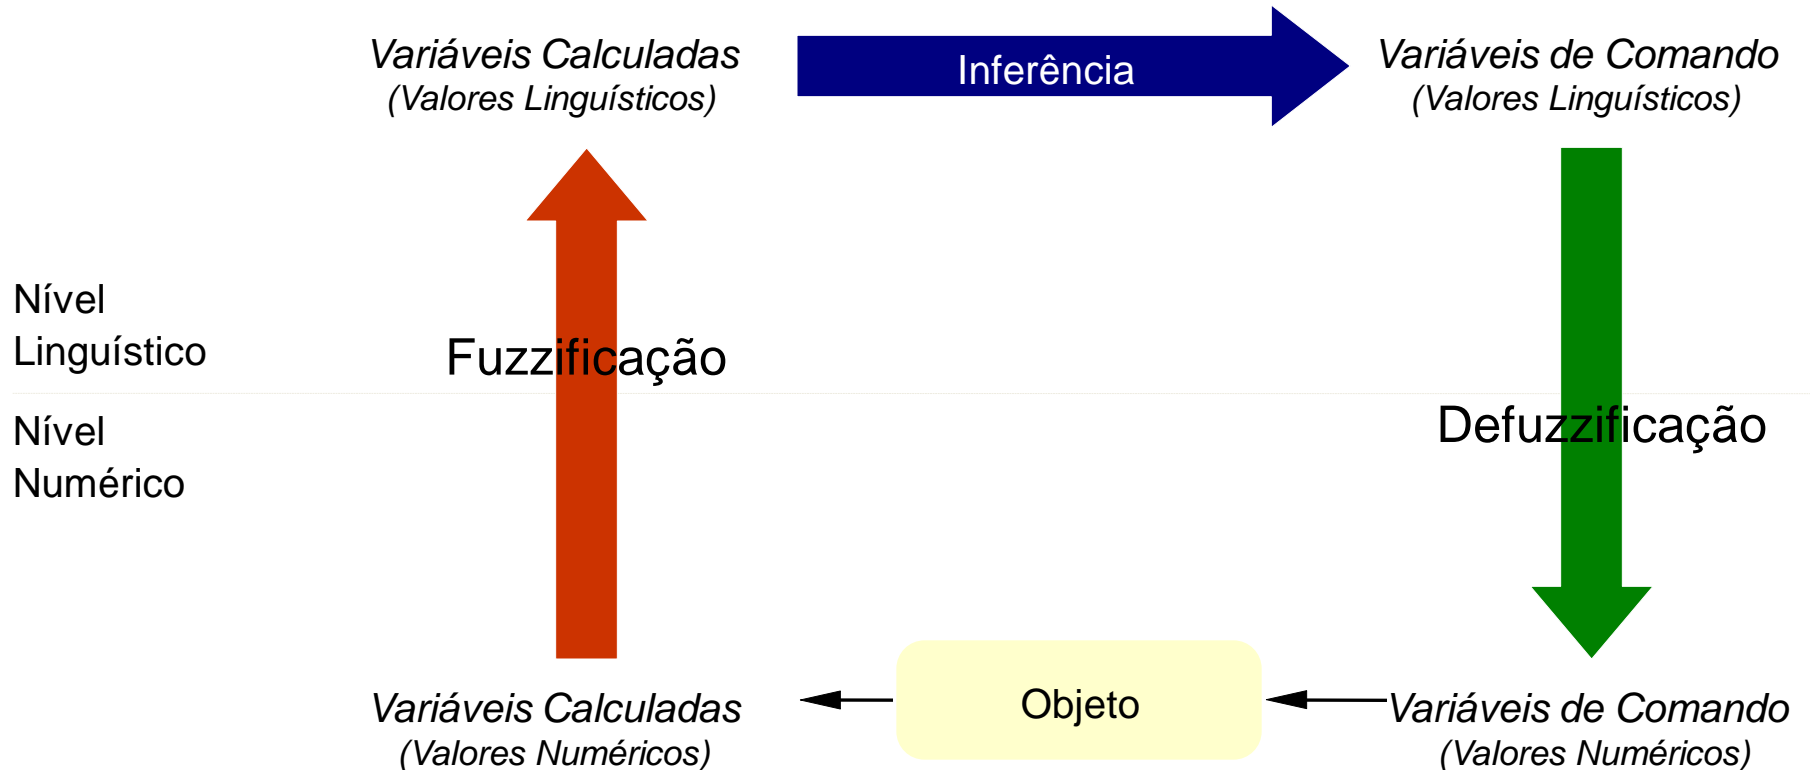 Variáveis Calculadas
(Valores Linguísticos)
Inferência
Variáveis de Comando
(Valores Linguísticos)
Nível
Linguístico
Fuzzificação
Nível
Numérico
Defuzzificação
Variáveis Calculadas
(Valores Numéricos)
Objeto
Variáveis de Comando
(Valores Numéricos)